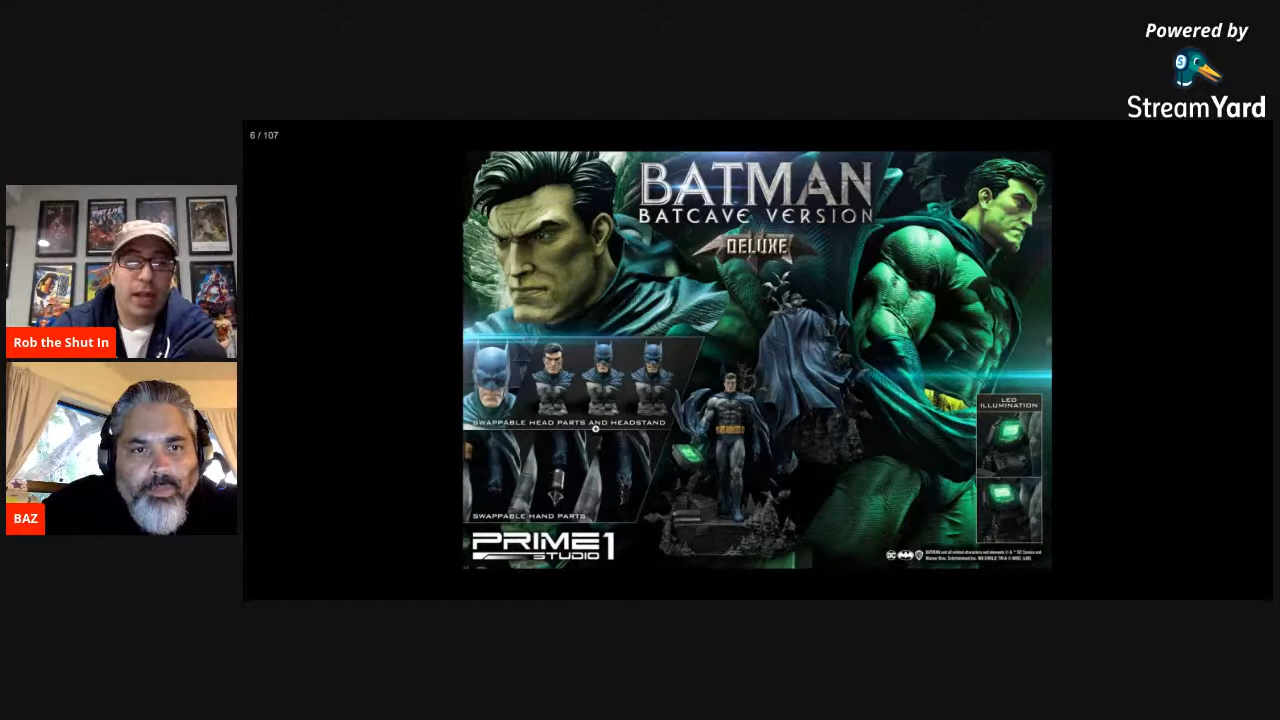 Powered by
StreamYard
6 / 107
BATMAN
BATCAVE VERSION
DELUXE
Rob the Shut In
LED
ILLUMINATION
SWAPPABLE HEAD PARTS AND HEADSTAND
BAZ
SWAPPABLE HAND PARTS
PRIME 1
STUDIO